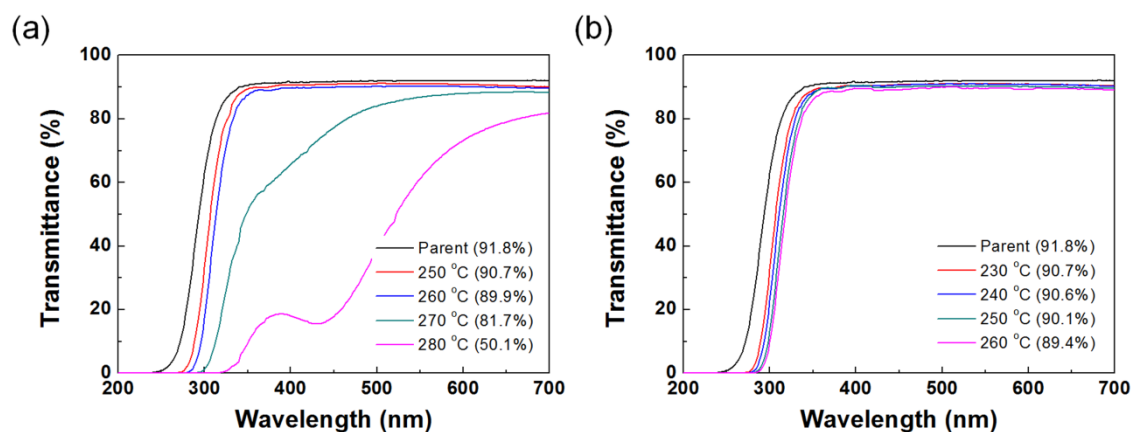 (a)
100
80
60
40
20
0
Transmittance (%)
Parent (91.8%)
250 °C (90.7%)
260 °C (89.9%)
270 °C (81.7%)
280 °C (50.1%)
200 300 400 500 600 700
Wavelength (nm)
(b)
100
80
60
40
20
0
Transmittance (%)
Parent (91.8%)
230 °C (90.7%)
240 °C (90.6%)
250 °C (90.1%)
260 °C (89.4%)
200 300 400 500 600 700
Wavelength (nm)